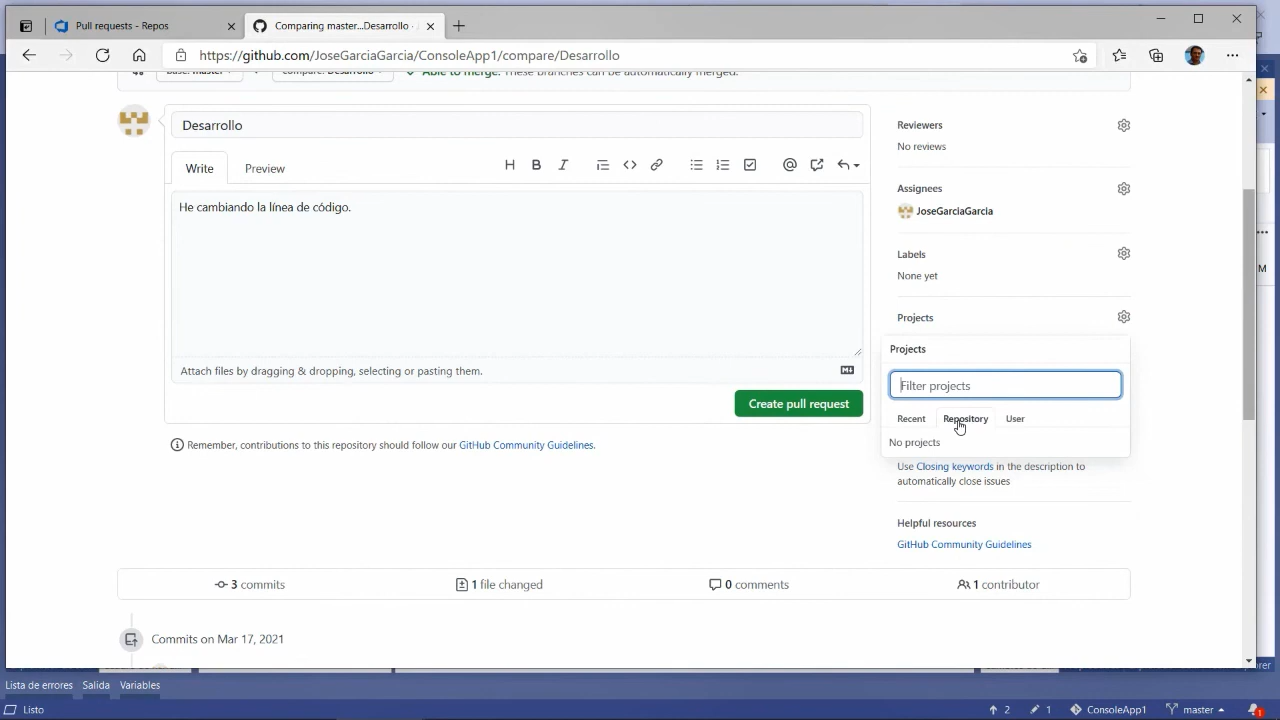 Pull requests - Repos
Comparing master...Desarrollo ·
https://github.com/JoseGarciaGarcia/ConsoleApp1/compare/Desarrollo
base: master
compare: Desarrollo
Able to merge. These branches can be automatically merged.
Desarrollo
Write
Preview
He cambiando la línea de código.
Attach files by dragging & dropping, selecting or pasting them.
Create pull request
Remember, contributions to this repository should follow our GitHub Community Guidelines.
Reviewers
No reviews
Assignees
JoseGarciaGarcia
Labels
None yet
Projects
Projects
Filter projects
Recent
Repository
User
No projects
Use Closing keywords in the description to
automatically close issues
Helpful resources
GitHub Community Guidelines
3 commits
1 file changed
0 comments
1 contributor
Commits on Mar 17, 2021
Lista de errores
Salida
Variables
Listo
2
1
ConsoleApp1
master
1